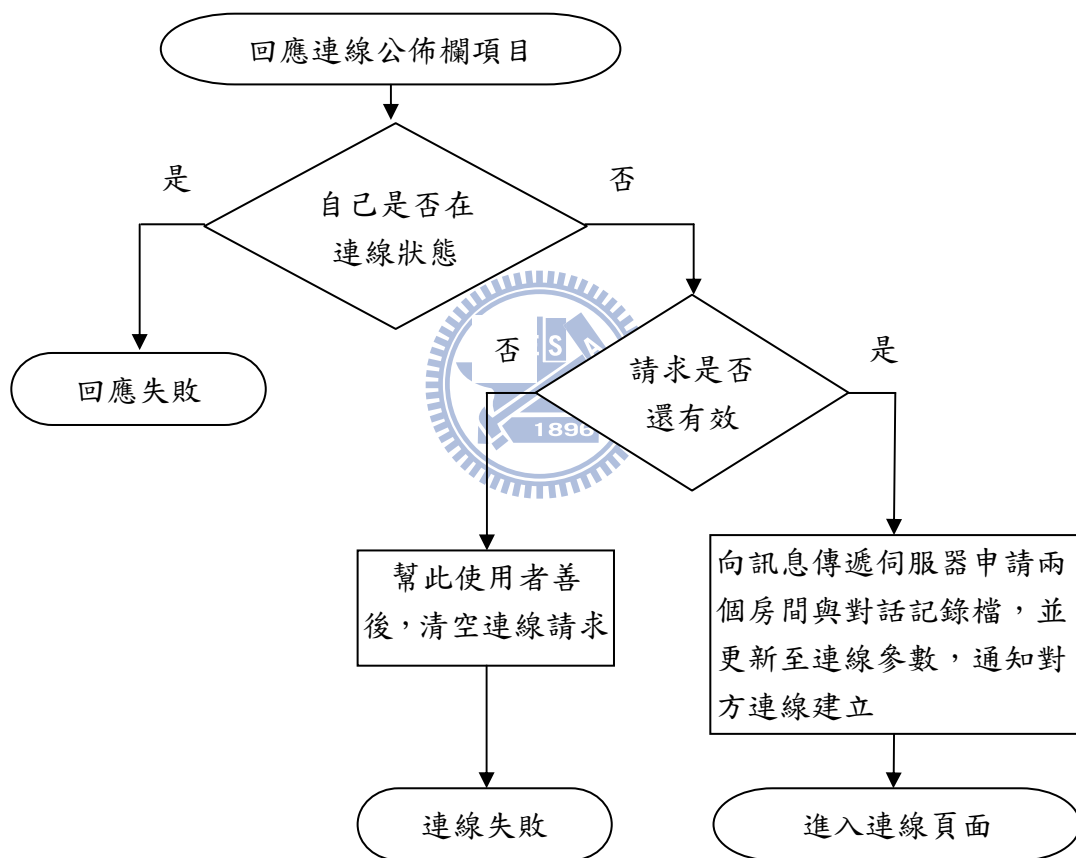 回應連線公佈欄項目
是
否
自己是否在
連線狀態
回應失敗
否
是
請求是否
還有效
ES
A
1896
幫此使用者善
後,清空連線請求
向訊息傳遞伺服器申請兩
個房間與對話記錄檔,並
更新至連線參數,通知對
方連線建立
連線失敗
進入連線頁面